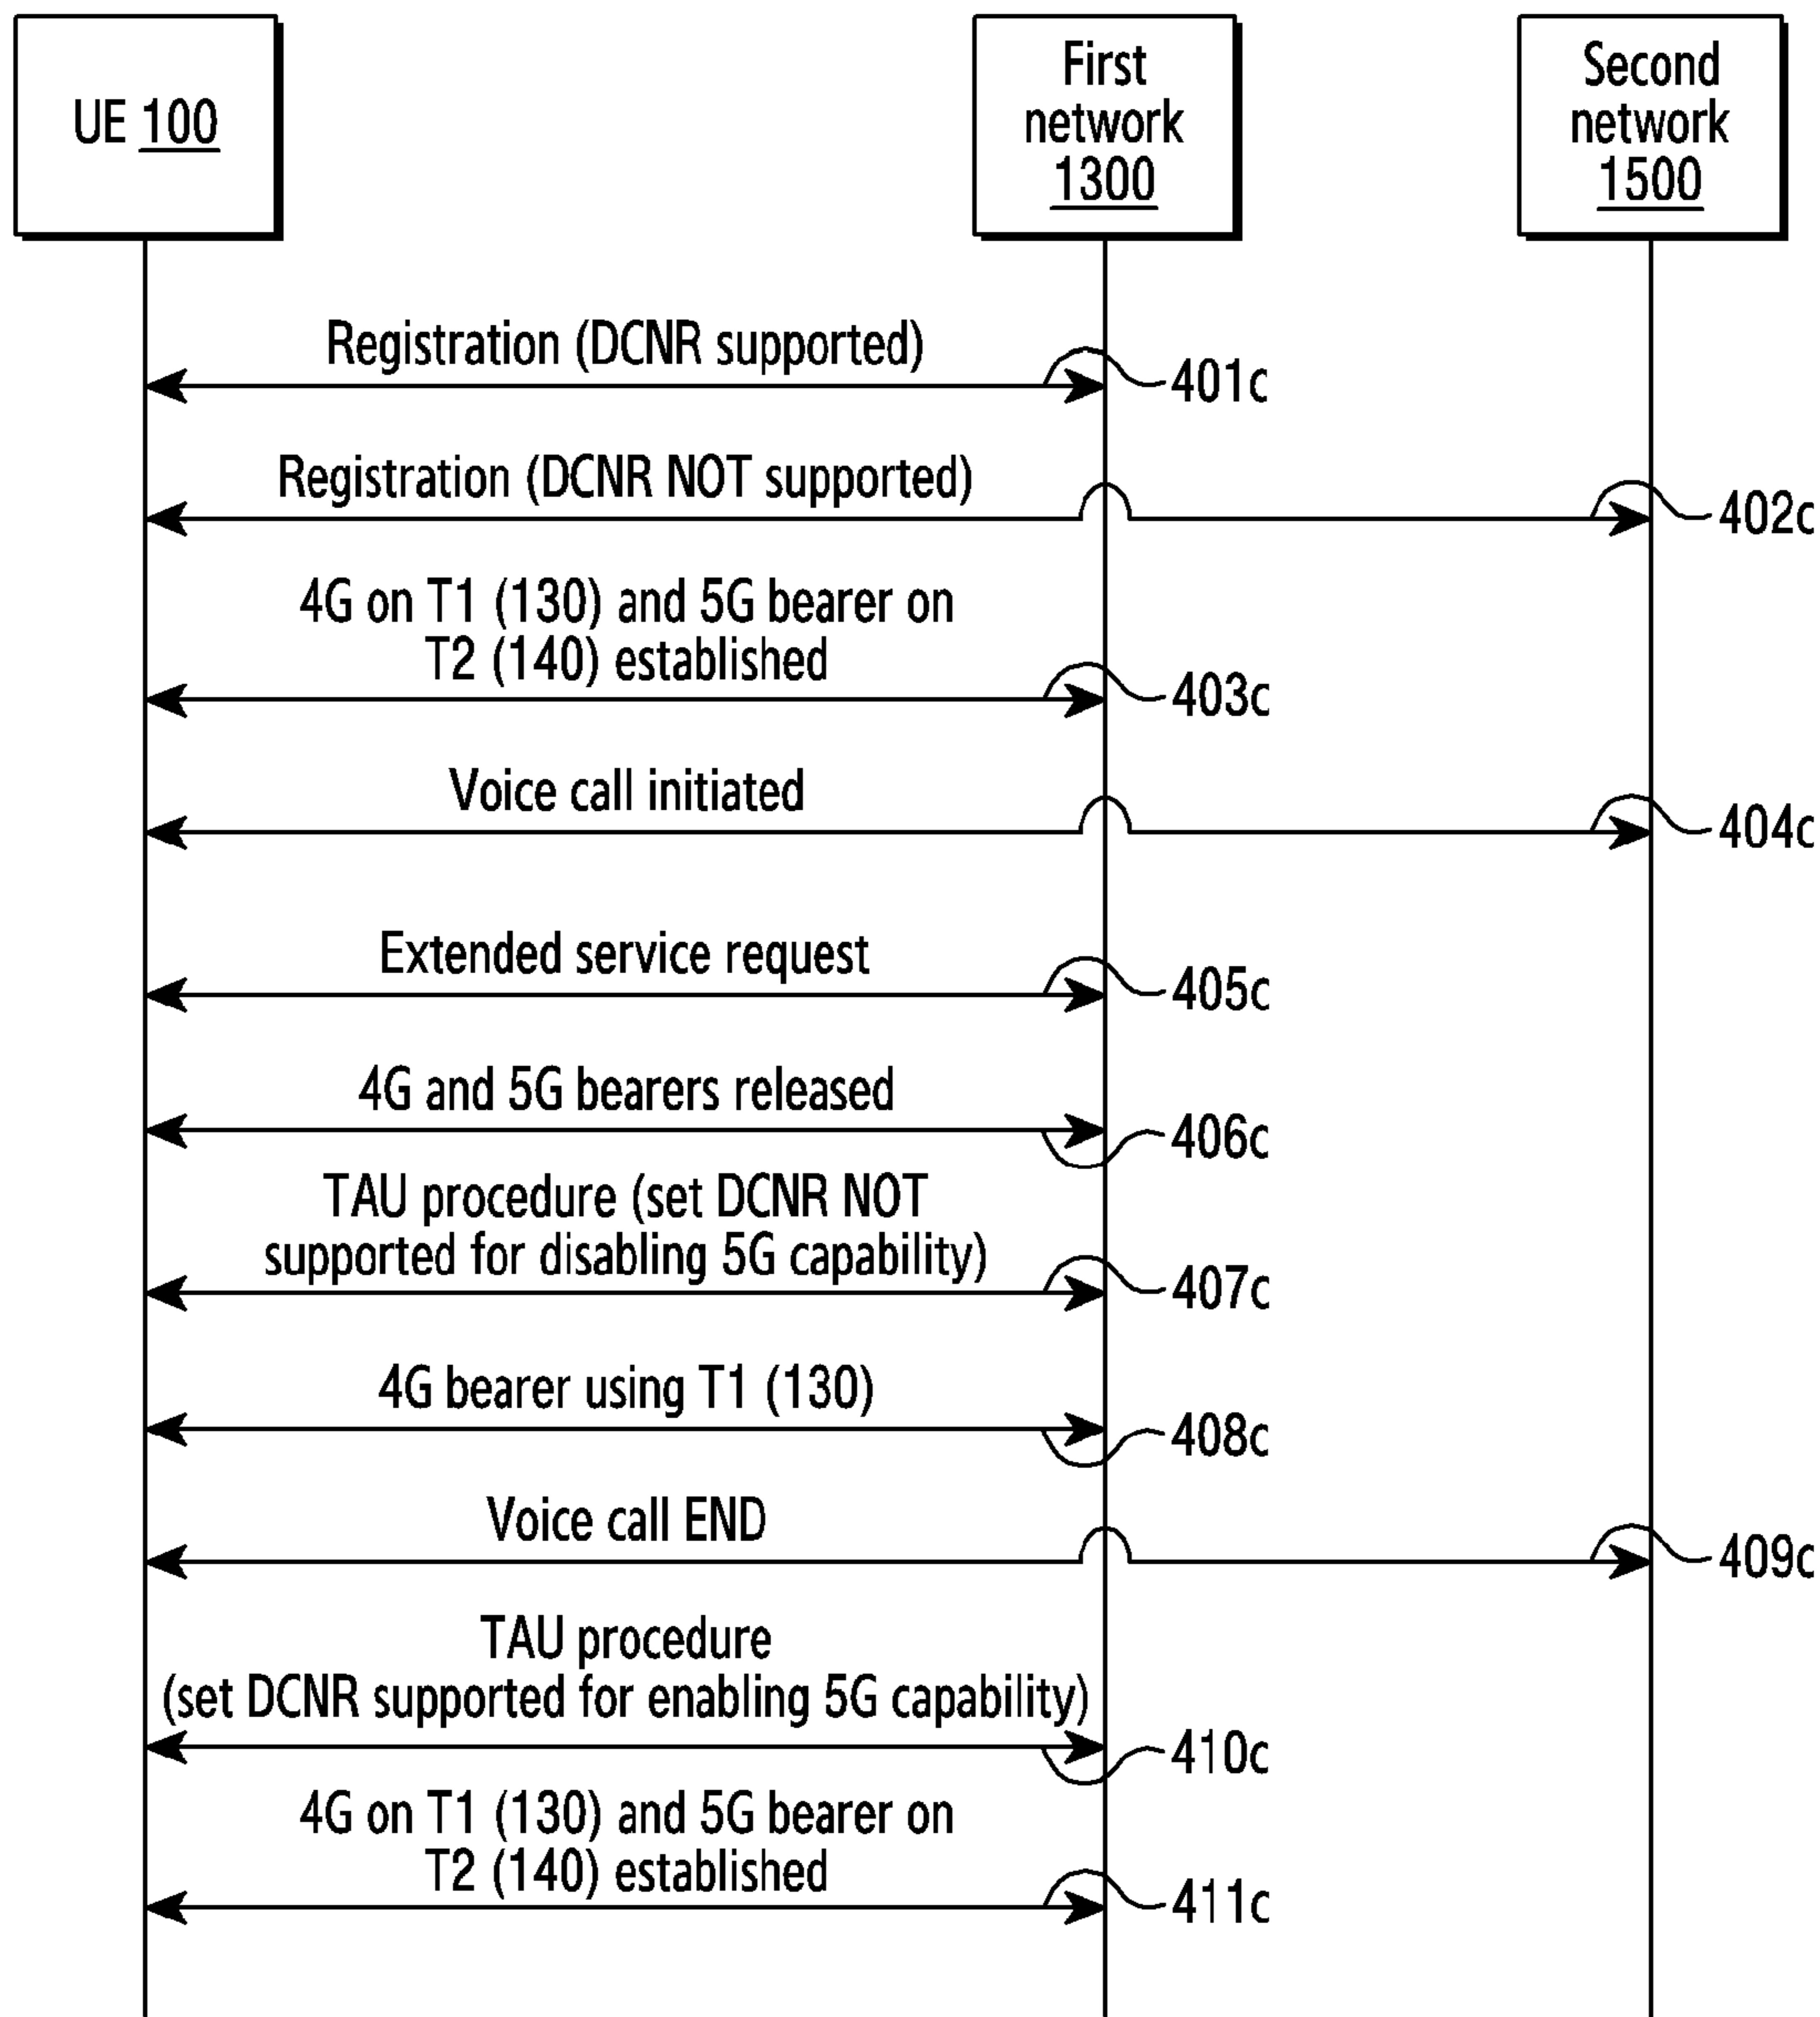 UE 100
First
network
1300
Second
network
1500
Registration (DCNR supported)
401c
Registration (DCNR NOT supported)
402c
4G on T1 (130) and 5G bearer on
T2 (140) established
403c
Voice call initiated
404c
Extended service request
405c
4G and 5G bearers released
406c
TAU procedure (set DCNR NOT
supported for disabling 5G capability)
407c
4G bearer using T1 (130)
408c
Voice call END
409c
TAU procedure
(set DCNR supported for enabling 5G capability)
410c
4G on T1 (130) and 5G bearer on
T2 (140) established
411c